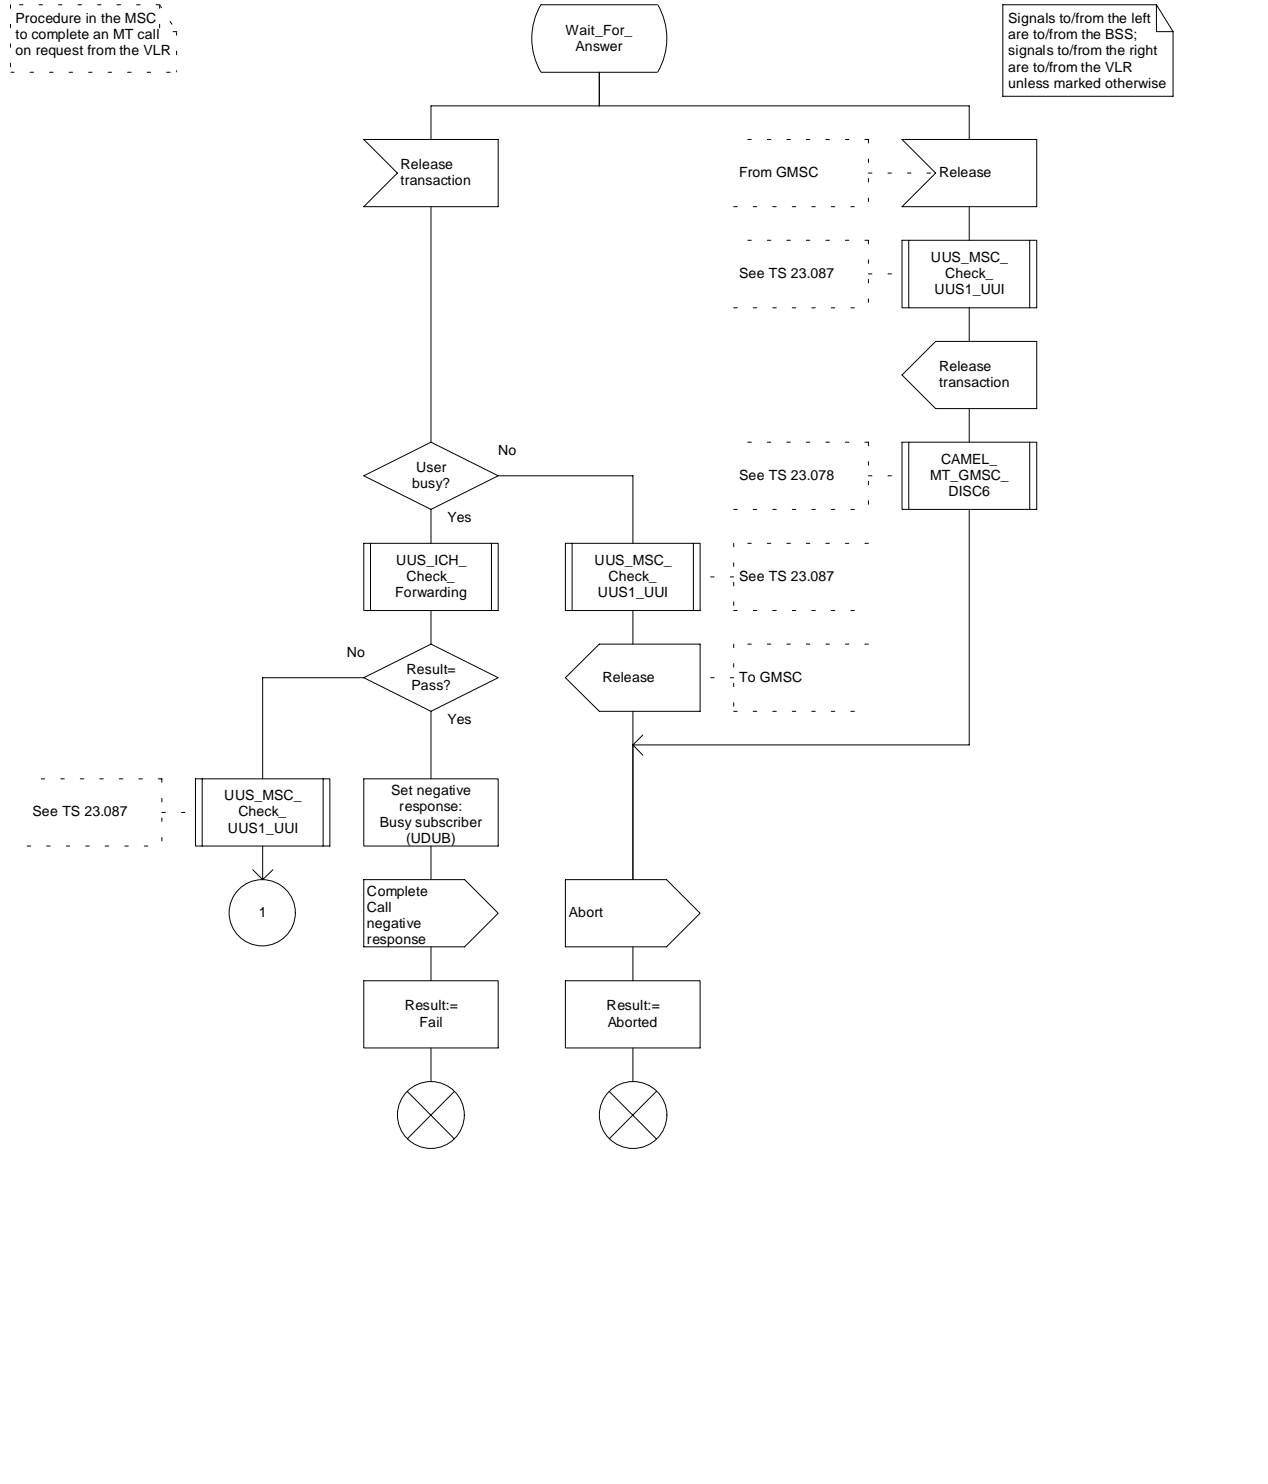 Procedure in the MSC
to complete an MT call
on request from the VLR
Wait_For_
Answer
Signals to/from the left
are to/from the BSS;
signals to/from the right
are to/from the VLR
unless marked otherwise
Release
transaction
From GMSC
Release
See TS 23.087
UUS_MSC_
Check_
UUS1_UUI
Release
transaction
User
busy?
No
Yes
See TS 23.078
CAMEL_
MT_GMSC_
DISC6
UUS_ICH_
Check_
Forwarding
UUS_MSC_
Check_
UUS1_UUI
See TS 23.087
No
Result=
Pass?
Yes
Release
To GMSC
See TS 23.087
UUS_MSC_
Check_
UUS1_UUI
Set negative
response:
Busy subscriber
(UDUB)
1
Complete
Call
negative
response
Abort
Result:=
Fail
Result:=
Aborted